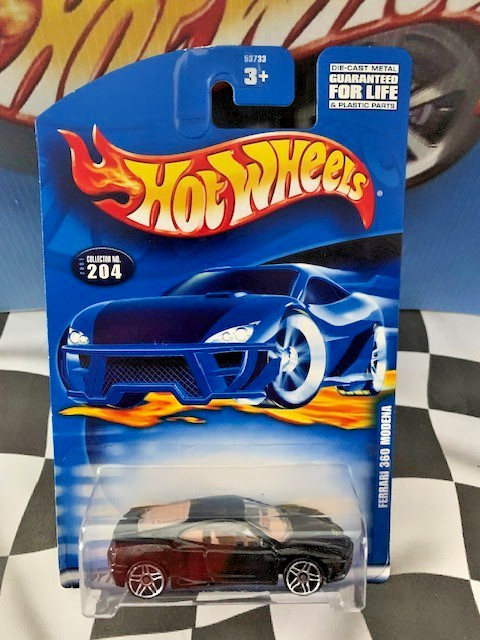 53733
3+
DIE-CAST METAL
GUARANTEED
FOR LIFE
& PLASTIC PARTS
HOT WHEELS®
2001
COLLECTOR NO.
204
FERRARI 360 MODENA